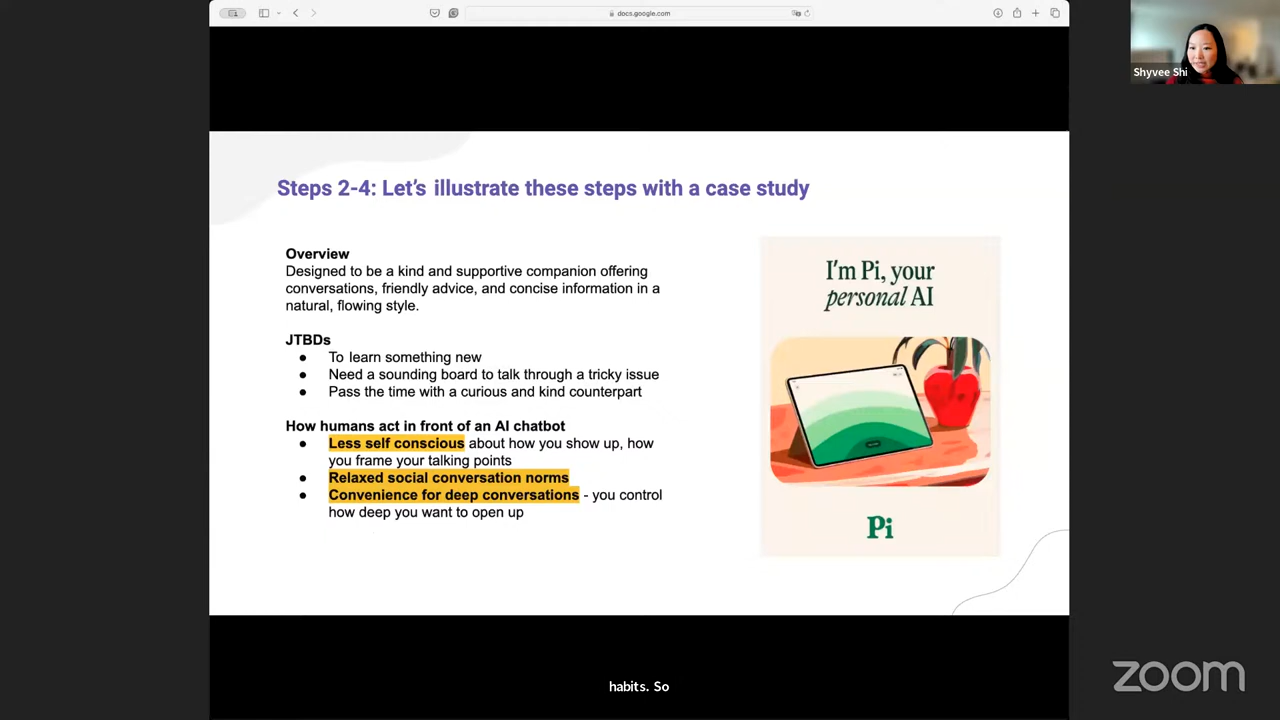 docs.google.com
Shyvee Shi
Steps 2-4: Let's illustrate these steps with a case study
Overview
Designed to be a kind and supportive companion offering
conversations, friendly advice, and concise information in a
natural, flowing style.
JTBDs
● To learn something new
● Need a sounding board to talk through a tricky issue
● Pass the time with a curious and kind counterpart
How humans act in front of an AI chatbot
● Less self conscious about how you show up, how
you frame your talking points
● Relaxed social conversation norms
● Convenience for deep conversations - you control
how deep you want to open up
I'm Pi, your
personal AI
Pi
habits. So
zoom